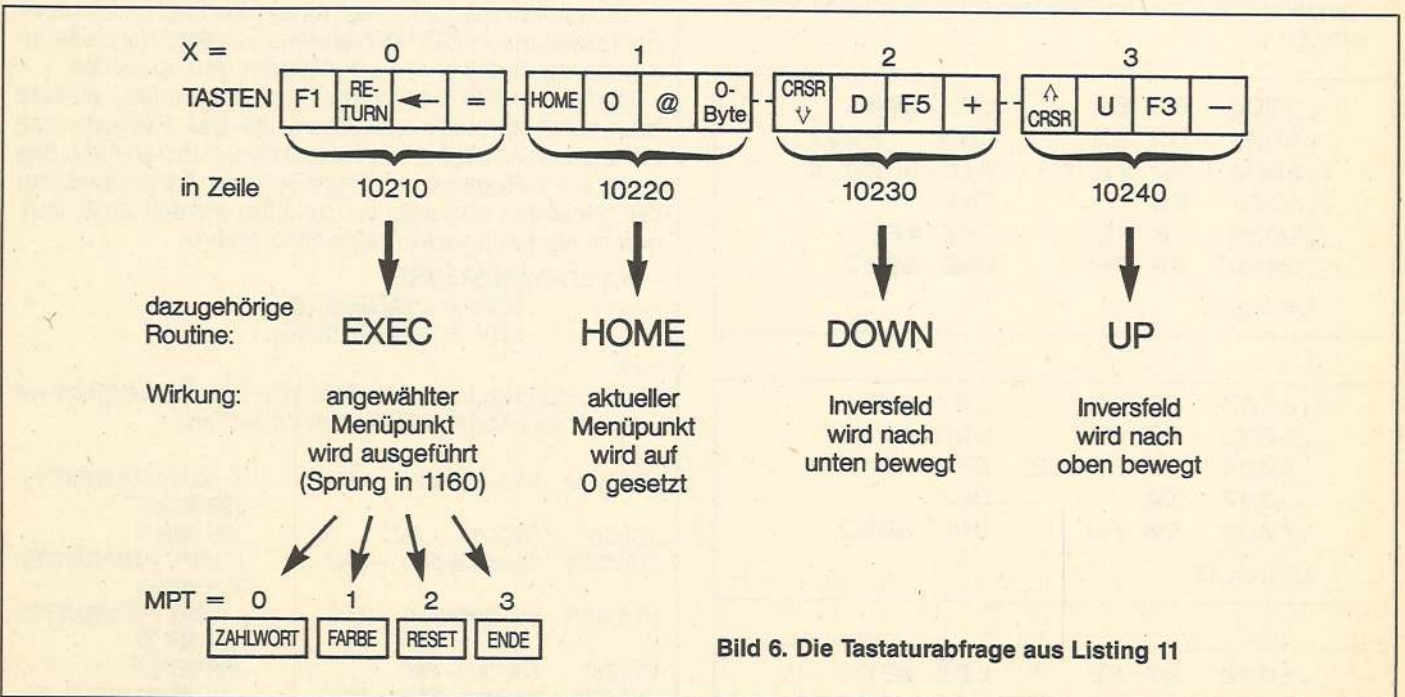 X = 0 1 2 3
TASTEN F1 RE-TURN ← = HOME 0 @ 0-Byte CRSR ⇩ D F5 + ⇧ CRSR U F3 –
in Zeile 10210 10220 10230 10240
dazugehörige
Routine: EXEC HOME DOWN UP
Wirkung: angewählter Menüpunkt wird ausgeführt (Sprung in 1160)
aktueller Menüpunkt wird auf 0 gesetzt
Inversfeld wird nach unten bewegt
Inversfeld wird nach oben bewegt
MPT = 0 1 2 3
ZAHLWORT FARBE RESET ENDE
Bild 6. Die Tastaturabfrage aus Listing 11